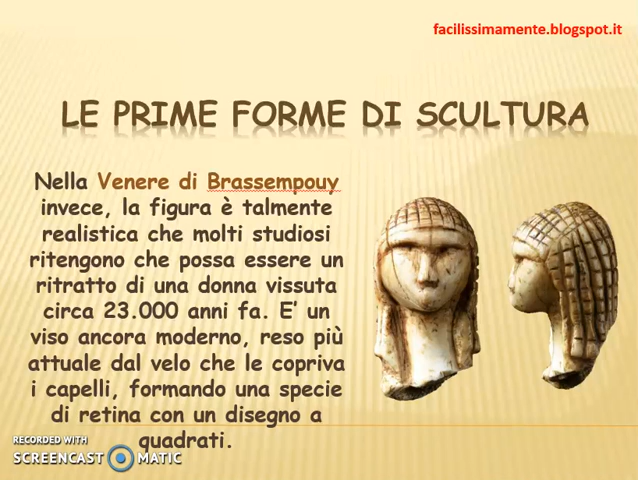 facilissimamente.blogspot.it
LE PRIME FORME DI SCULTURA
Nella Venere di Brassempouy
invece, la figura è talmente
realistica che molti studiosi
ritengono che possa essere un
ritratto di una donna vissuta
circa 23.000 anni fa. E' un
viso ancora moderno, reso più
attuale dal velo che le copriva
i capelli, formando una specie
di retina con un disegno a
quadrati.
RECORDED WITH
SCREENCAST MATIC